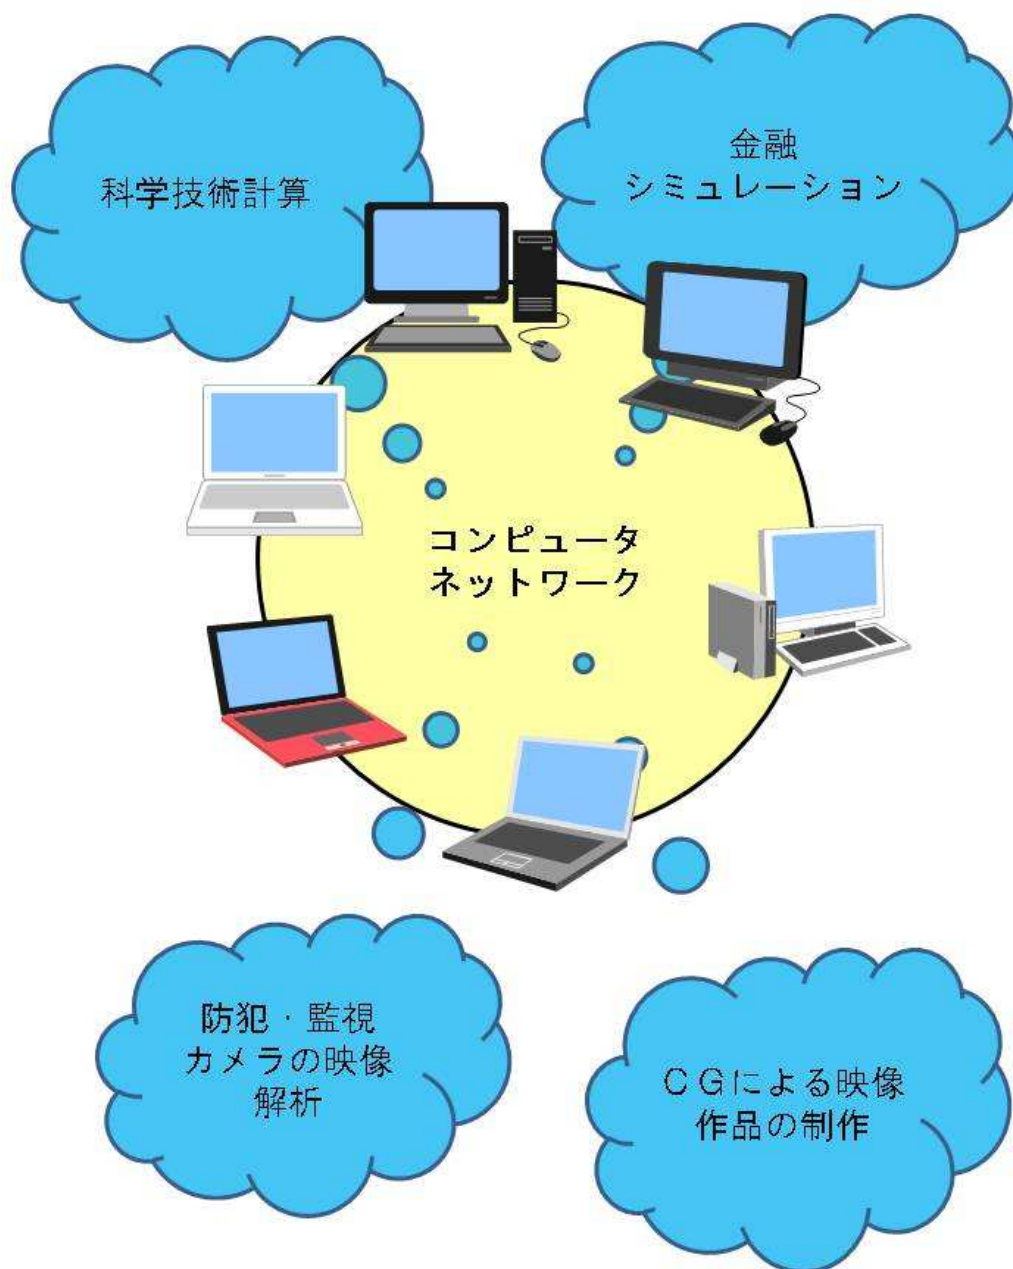 科学技術計算
金融
シミュレーション
コンピュータ
ネットワーク
防犯・監視
カメラの映像
解析
ＣＧによる映像
作品の制作